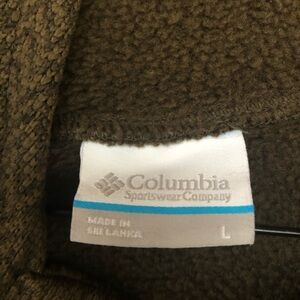 Columbia
Sportswear Company
MADE IN
SRI LANKA
L